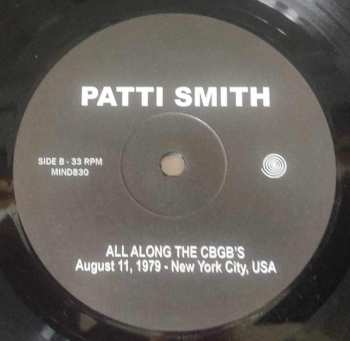 PATTI SMITH
SIDE B - 33 RPM
MIND830
ALL ALONG THE CBGB'S
August 11, 1979 - New York City, USA